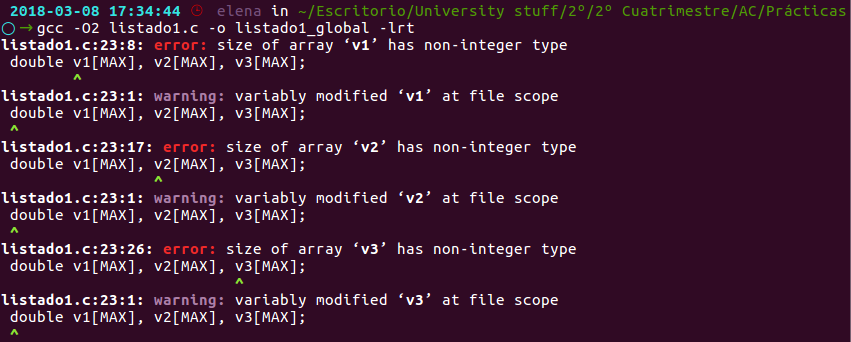 2018-03-08 17:34:44 elena in ~/Escritorio/University stuff/2º/2º Cuatrimestre/AC/Prácticas
○ →gcc -O2 listado1.c -o listado1_global -lrt
listado1.c:23:8: error: size of array ‘v1’ has non-integer type
double v1[MAX], v2[MAX], v3[MAX];
^
listado1.c:23:1: warning: variably modified ‘v1’ at file scope
double v1[MAX], v2[MAX], v3[MAX];
^
listado1.c:23:17: error: size of array ‘v2’ has non-integer type
double v1[MAX], v2[MAX], v3[MAX];
^
listado1.c:23:1: warning: variably modified ‘v2’ at file scope
double v1[MAX], v2[MAX], v3[MAX];
^
listado1.c:23:26: error: size of array ‘v3’ has non-integer type
double v1[MAX], v2[MAX], v3[MAX];
^
listado1.c:23:1: warning: variably modified ‘v3’ at file scope
double v1[MAX], v2[MAX], v3[MAX];
^